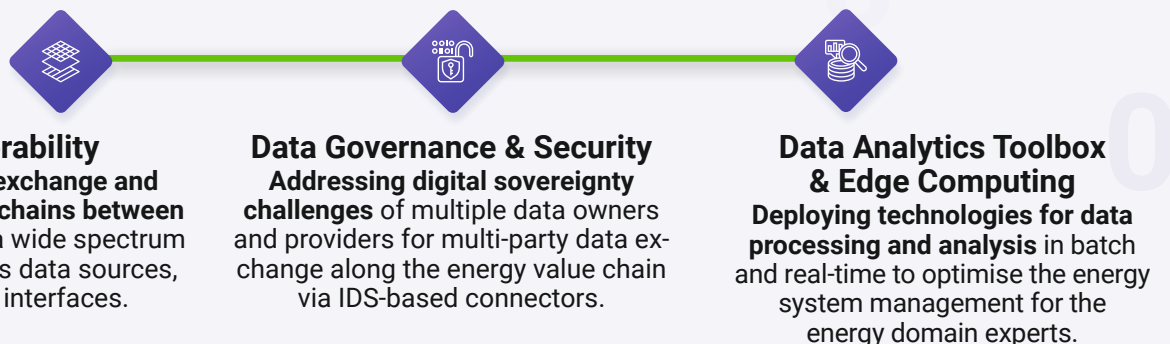 rability
exchange and
chains between
a wide spectrum
s data sources,
interfaces.
Data Governance & Security
Addressing digital sovereignty
challenges of multiple data owners
and providers for multi-party data ex-
change along the energy value chain
via IDS-based connectors.
Data Analytics Toolbox
& Edge Computing
Deploying technologies for data
processing and analysis in batch
and real-time to optimise the energy
system management for the
energy domain experts.
0